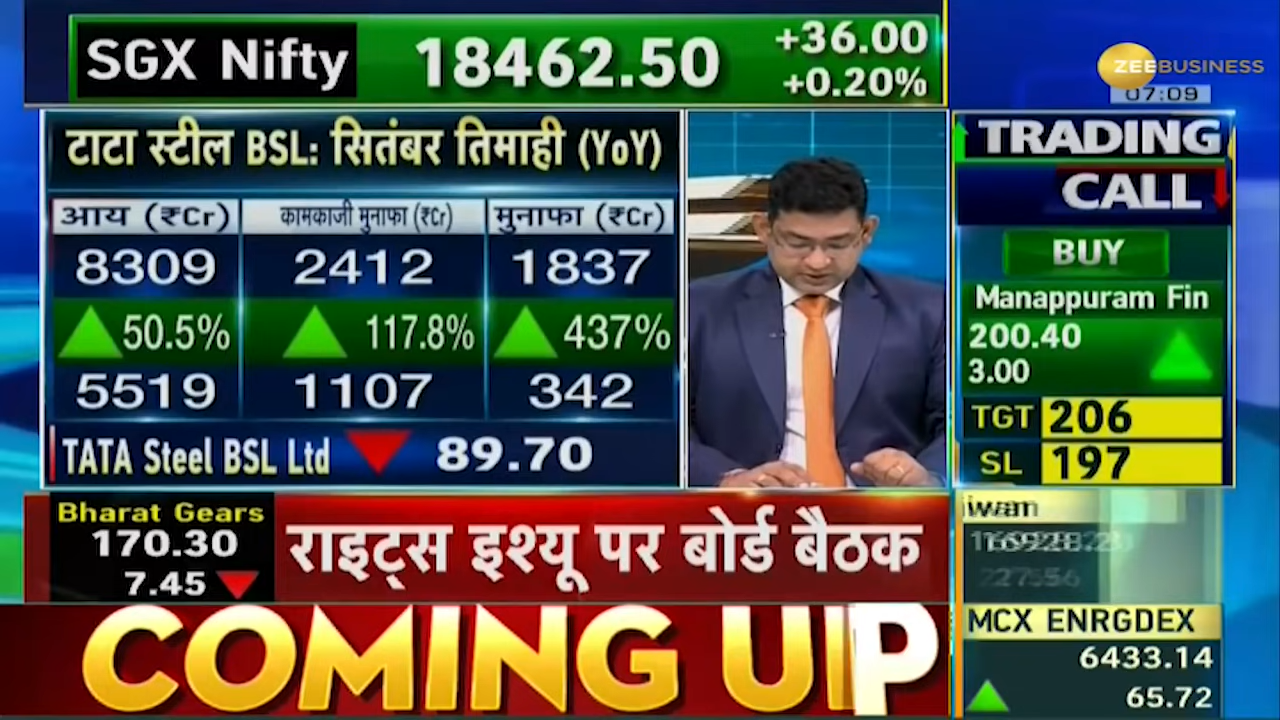 SGX Nifty 18462.50 +36.00
+0.20%
ZEEBUSINESS
07:09
टाटा स्टील BSL: सितंबर तिमाही (YoY)
आय (₹Cr) कामकाजी मुनाफा (₹Cr) मुनाफा (₹Cr)
8309 2412 1837
50.5% 117.8% 437%
5519 1107 342
TATA Steel BSL Ltd 89.70
TRADING
CALL
BUY
Manappuram Fin
200.40
3.00
TGT 206
SL 197
Bharat Gears
170.30
7.45
राइट्स इश्यू पर बोर्ड बैठक
COMING UP
MCX ENRGDEX
6433.14
65.72